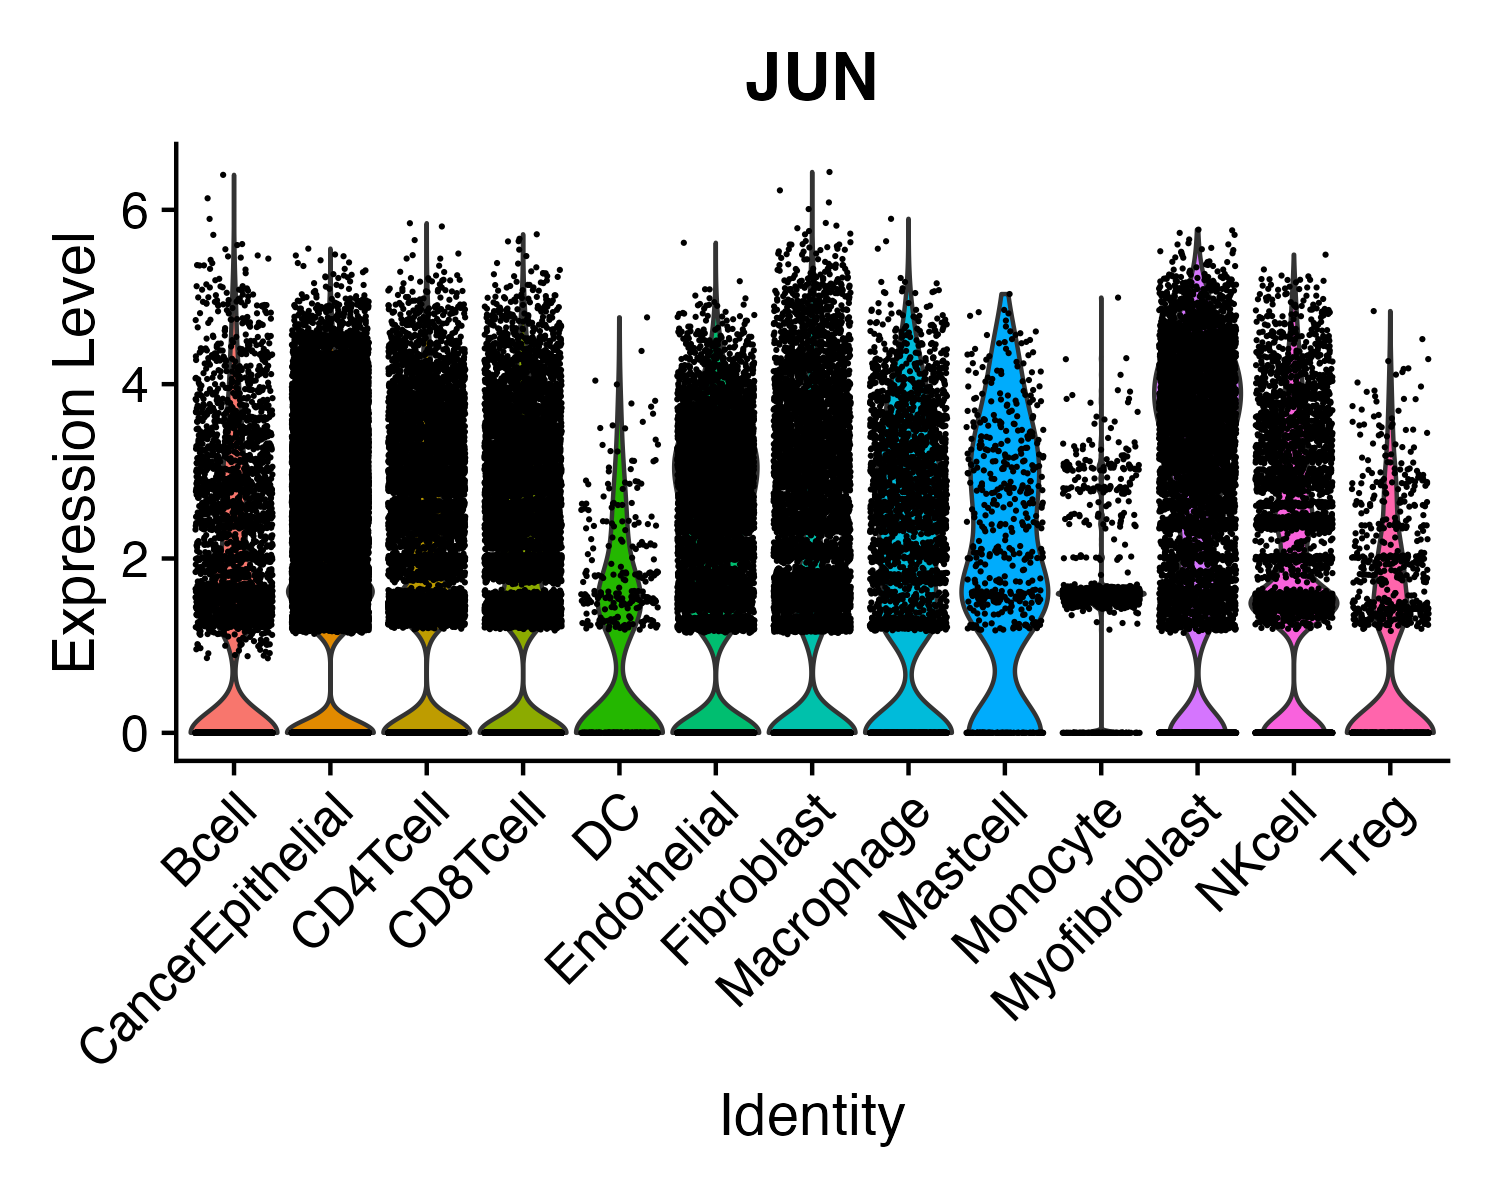 JUN
Expression Level
6
4
2
0
Bcell
CancerEpithelial
CD4Tcell
CD8Tcell
DC
Endothelial
Fibroblast
Macrophage
Mastcell
Monocyte
Myofibroblast
NKcell
Treg
Identity